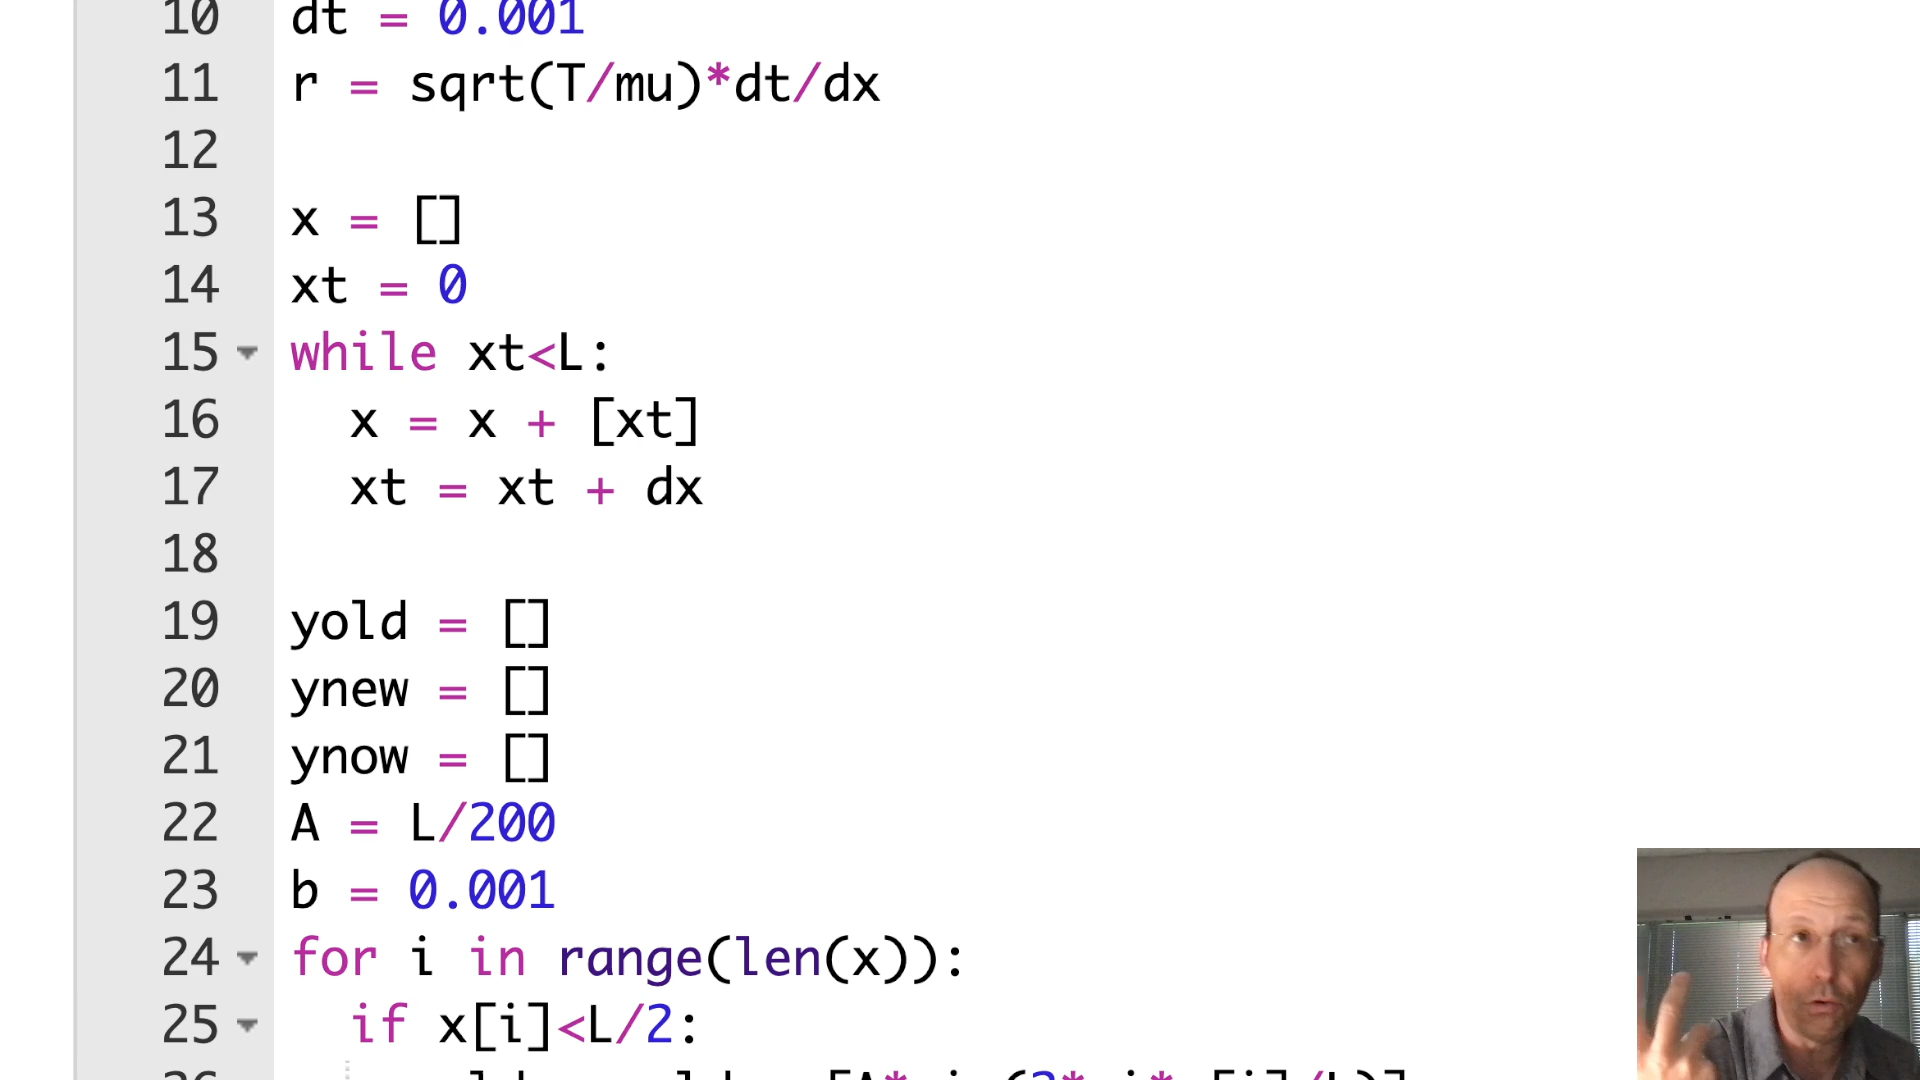 10 dt = 0.001
11 r = sqrt(T/mu)*dt/dx
12
13 x = []
14 xt = 0
15 while xt<L:
16 x = x + [xt]
17 xt = xt + dx
18
19 yold = []
20 ynew = []
21 ynow = []
22 A = L/200
23 b = 0.001
24 for i in range(len(x)):
25 if x[i]<L/2: